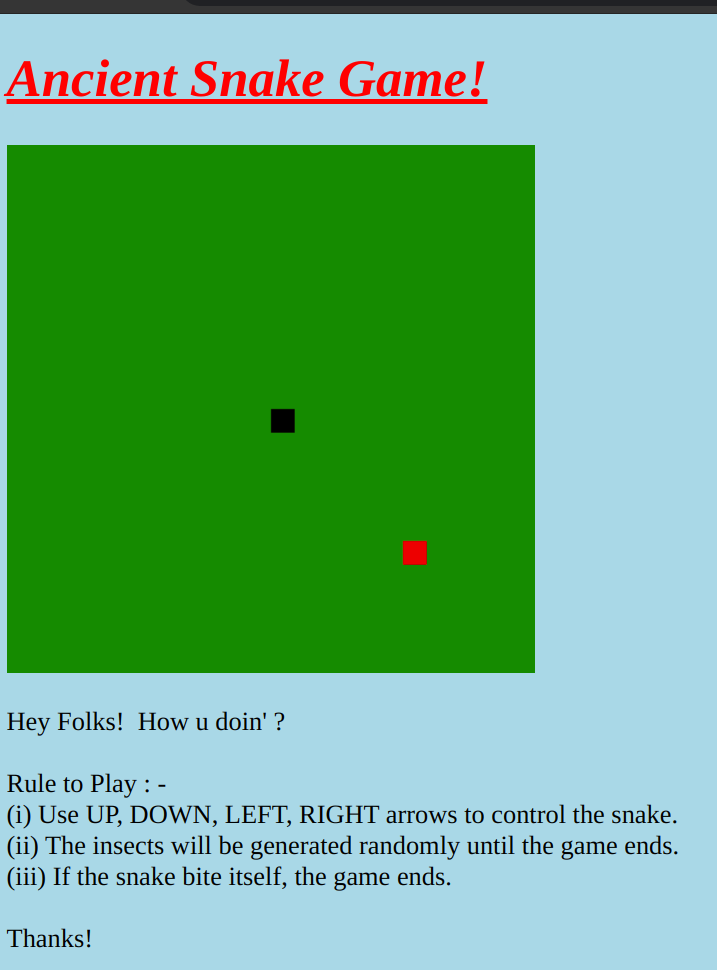 Ancient Snake Game!
Hey Folks!  How u doin' ?
Rule to Play : -
(i) Use UP, DOWN, LEFT, RIGHT arrows to control the snake.
(ii) The insects will be generated randomly until the game ends.
(iii) If the snake bite itself, the game ends.
Thanks!